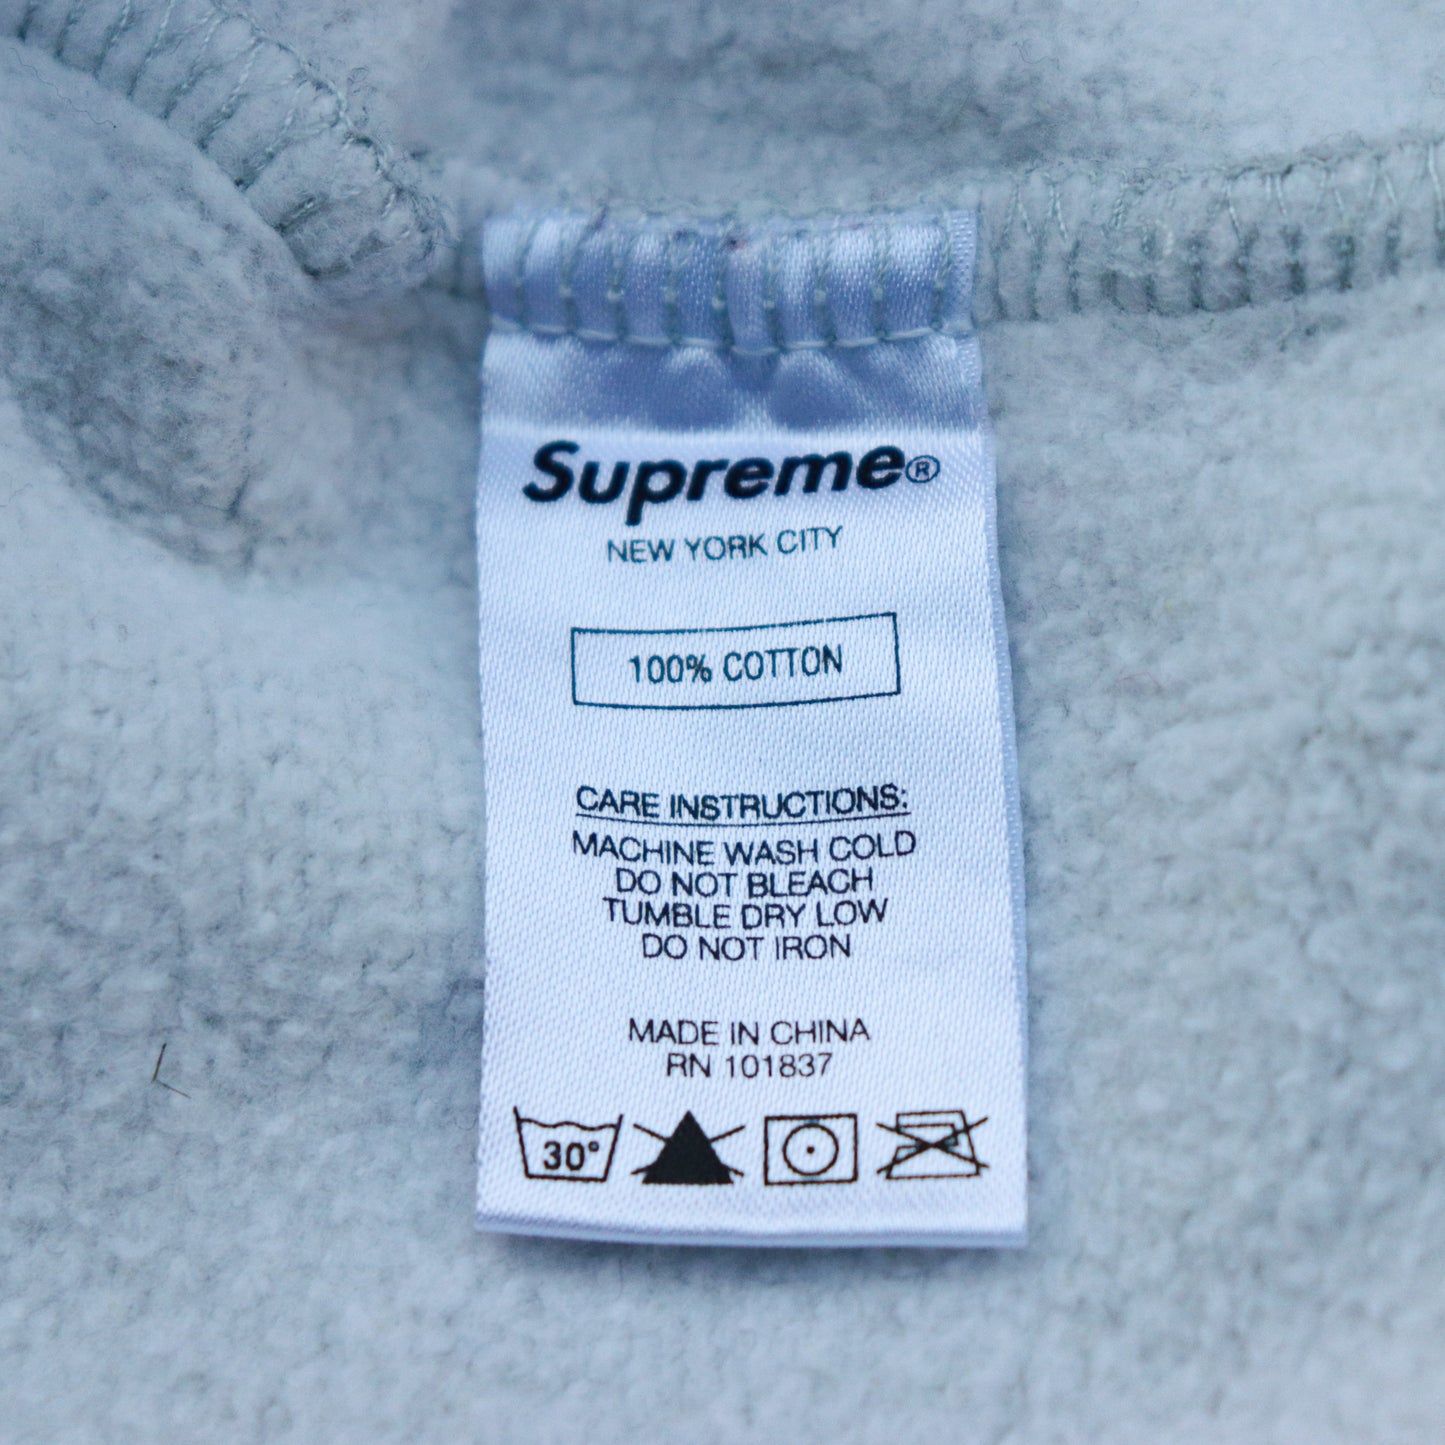 Supreme®
NEW YORK CITY
100% COTTON
CARE INSTRUCTIONS:
MACHINE WASH COLD
DO NOT BLEACH
TUMBLE DRY LOW
DO NOT IRON
MADE IN CHINA
RN 101837
30°